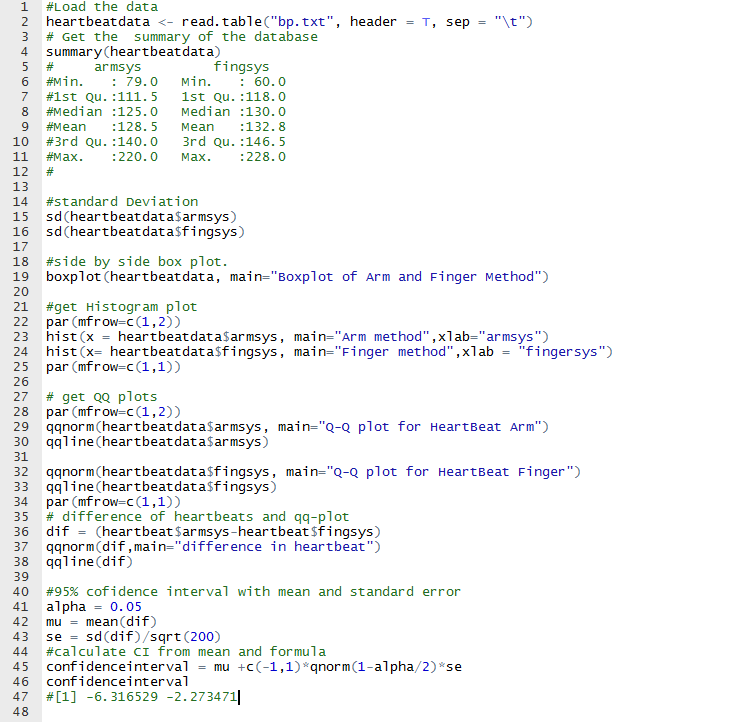 1 #Load the data
2 heartbeatdata <- read.table("bp.txt", header = T, sep = "\t")
3 # Get the  summary of the database
4 summary(heartbeatdata)
5 #     armsys         fingsys
6 #Min.   : 79.0   Min.   : 60.0
7 #1st Qu.:111.5   1st Qu.:118.0
8 #Median :125.0   Median :130.0
9 #Mean   :128.5   Mean   :132.8
10 #3rd Qu.:140.0   3rd Qu.:146.5
11 #Max.   :220.0   Max.   :228.0
12 #
13
14 #standard Deviation
15 sd(heartbeatdata$armsys)
16 sd(heartbeatdata$fingsys)
17
18 #side by side box plot.
19 boxplot(heartbeatdata, main="Boxplot of Arm and Finger Method")
20
21 #get Histogram plot
22 par(mfrow=c(1,2))
23 hist(x = heartbeatdata$armsys, main="Arm method",xlab="armsys")
24 hist(x= heartbeatdata$fingsys, main="Finger method",xlab = "fingersys")
25 par(mfrow=c(1,1))
26
27 # get QQ plots
28 par(mfrow=c(1,2))
29 qqnorm(heartbeatdata$armsys, main="Q-Q plot for HeartBeat Arm")
30 qqline(heartbeatdata$armsys)
31
32 qqnorm(heartbeatdata$fingsys, main="Q-Q plot for HeartBeat Finger")
33 qqline(heartbeatdata$fingsys)
34 par(mfrow=c(1,1))
35 # difference of heartbeats and qq-plot
36 dif = (heartbeat$armsys-heartbeat$fingsys)
37 qqnorm(dif,main="difference in heartbeat")
38 qqline(dif)
39
40 #95% cofidence interval with mean and standard error
41 alpha = 0.05
42 mu = mean(dif)
43 se = sd(dif)/sqrt(200)
44 #calculate CI from mean and formula
45 confidenceinterval = mu +c(-1,1)*qnorm(1-alpha/2)*se
46 confidenceinterval
47 #[1] -6.316529 -2.273471
48